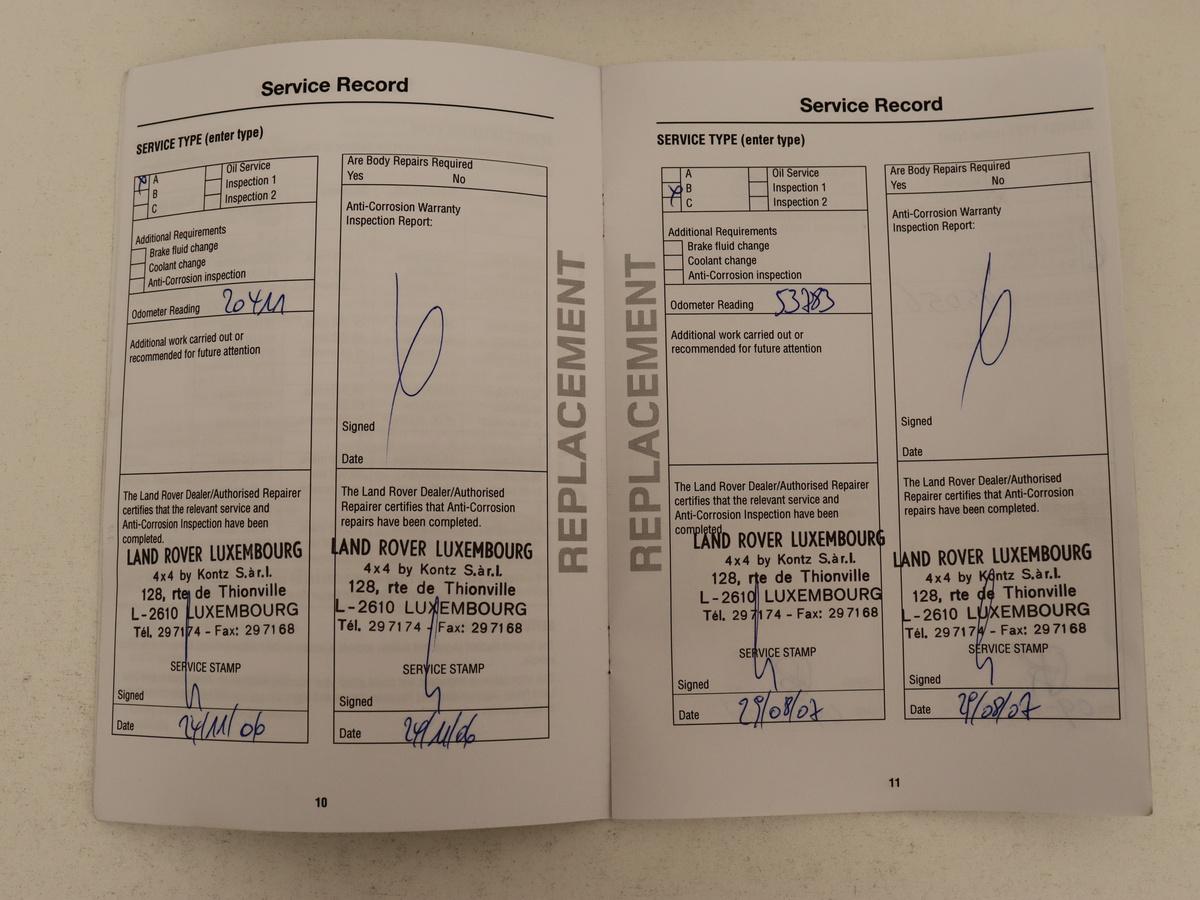 Service Record
SERVICE TYPE (enter type)
A
B
C
Oil Service
Inspection 1
Inspection 2
Additional Requirements
Brake fluid change
Coolant change
Anti-Corrosion inspection
Odometer Reading 20411
Additional work carried out or
recommended for future attention
The Land Rover Dealer/Authorised Repairer
certifies that the relevant service and
Anti-Corrosion Inspection have been
completed.
LAND ROVER LUXEMBOURG
4x4 by Kontz S.àr.l.
128, rte de Thionville
L-2610 LUXEMBOURG
Tél. 297174 - Fax: 297168
SERVICE STAMP
Signed
Date 24/11/06
Are Body Repairs Required
Yes No
Anti-Corrosion Warranty
Inspection Report:
Signed
Date
The Land Rover Dealer/Authorised
Repairer certifies that Anti-Corrosion
repairs have been completed.
LAND ROVER LUXEMBOURG
4x4 by Kontz S.àr.l.
128, rte de Thionville
L-2610 LUXEMBOURG
Tél. 297174 - Fax: 297168
SERVICE STAMP
Signed
Date 24/11/06
REPLACEMENT
10
Service Record
SERVICE TYPE (enter type)
A
B
C
Oil Service
Inspection 1
Inspection 2
Additional Requirements
Brake fluid change
Coolant change
Anti-Corrosion inspection
Odometer Reading 53783
Additional work carried out or
recommended for future attention
The Land Rover Dealer/Authorised Repairer
certifies that the relevant service and
Anti-Corrosion Inspection have been
completed.
LAND ROVER LUXEMBOURG
4x4 by Kontz S.àr.l.
128, rte de Thionville
L-2610 LUXEMBOURG
Tél. 297174 - Fax: 297168
SERVICE STAMP
Signed
Date 29/08/07
Are Body Repairs Required
Yes No
Anti-Corrosion Warranty
Inspection Report:
Signed
Date
The Land Rover Dealer/Authorised
Repairer certifies that Anti-Corrosion
repairs have been completed.
LAND ROVER LUXEMBOURG
4x4 by Kontz S.àr.l.
128, rte de Thionville
L-2610 LUXEMBOURG
Tél. 297174 - Fax: 297168
SERVICE STAMP
Signed
Date 29/08/07
REPLACEMENT
11